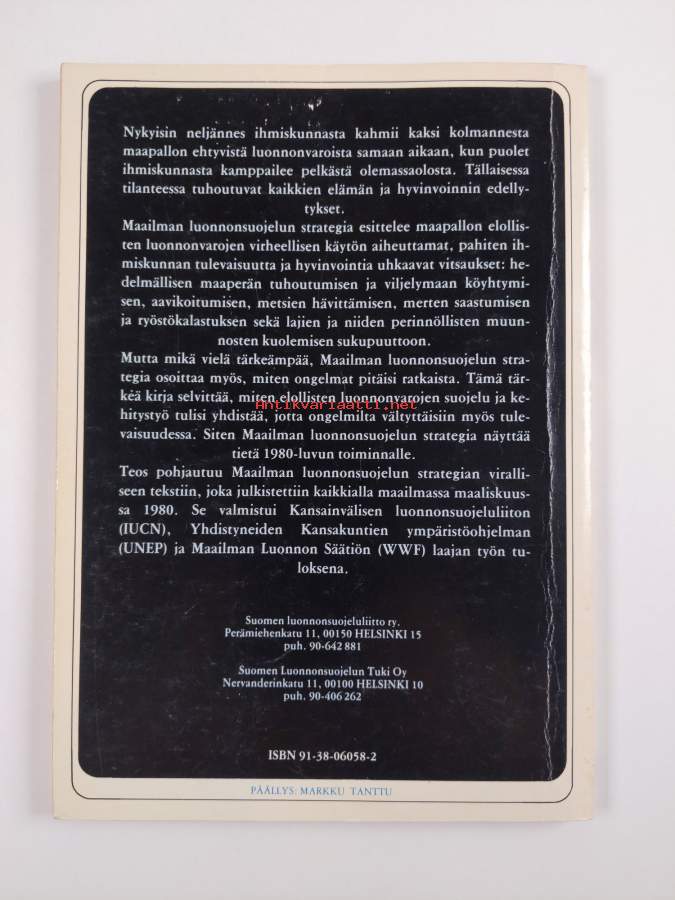 Nykyisin neljännes ihmiskunnasta kahmii kaksi kolmannesta
maapallon ehtyvistä luonnonvaroista samaan aikaan, kun puolet
ihmiskunnasta kamppailee pelkästä olemassaolosta. Tällaisessa
tilanteessa tuhoutuvat kaikkien elämän ja hyvinvoinnin edelly-
tykset.
Maailman luonnonsuojelun strategia esittelee maapallon elollis-
ten luonnonvarojen virheellisen käytön aiheuttamat, pahiten ih-
miskunnan tulevaisuutta ja hyvinvointia uhkaavat vitsaukset: he-
delmällisen maaperän tuhoutumisen ja viljelymaan köyhtymi-
sen, aavikoitumisen, metsien hävittämisen, merten saastumisen
ja ryöstökalastuksen sekä lajien ja niiden perinnöllisten muun-
nosten kuolemisen sukupuuttoon.
Mutta mikä vielä tärkeämpää, Maailman luonnonsuojelun stra-
tegia osoittaa myös, miten ongelmat pitäisi ratkaista. Tämä tär-
keä kirja selvittää, miten elollisten luonnonvarojen suojelu ja ke-
Antikvariaatti.net
hitystyö tulisi yhdistää, jotta ongelmilta vältyttäisiin myös tule-
vaisuudessa. Siten Maailman luonnonsuojelun strategia näyttää
tietä 1980-luvun toiminnalle.
Teos pohjautuu Maailman luonnonsuojelun strategian viralli-
seen tekstiin, joka julkistettiin kaikkialla maailmassa maaliskuus-
sa 1980. Se valmistui Kansainvälisen luonnonsuojeluliiton
(IUCN), Yhdistyneiden Kansakuntien ympäristöohjelman
(UNEP) ja Maailman Luonnon Säätiön (WWF) laajan työn tu-
loksena.
Suomen luonnonsuojeluliitto ry.
Perämiehenkatu 11, 00150 HELSINKI 15
puh. 90-642 881
Suomen Luonnonsuojelun Tuki Oy
Nervanderinkatu 11, 00100 HELSINKI 10
puh. 90-406 262
ISBN 91-38-06058-2
PÄÄLLYS: MARKKU TANTTU